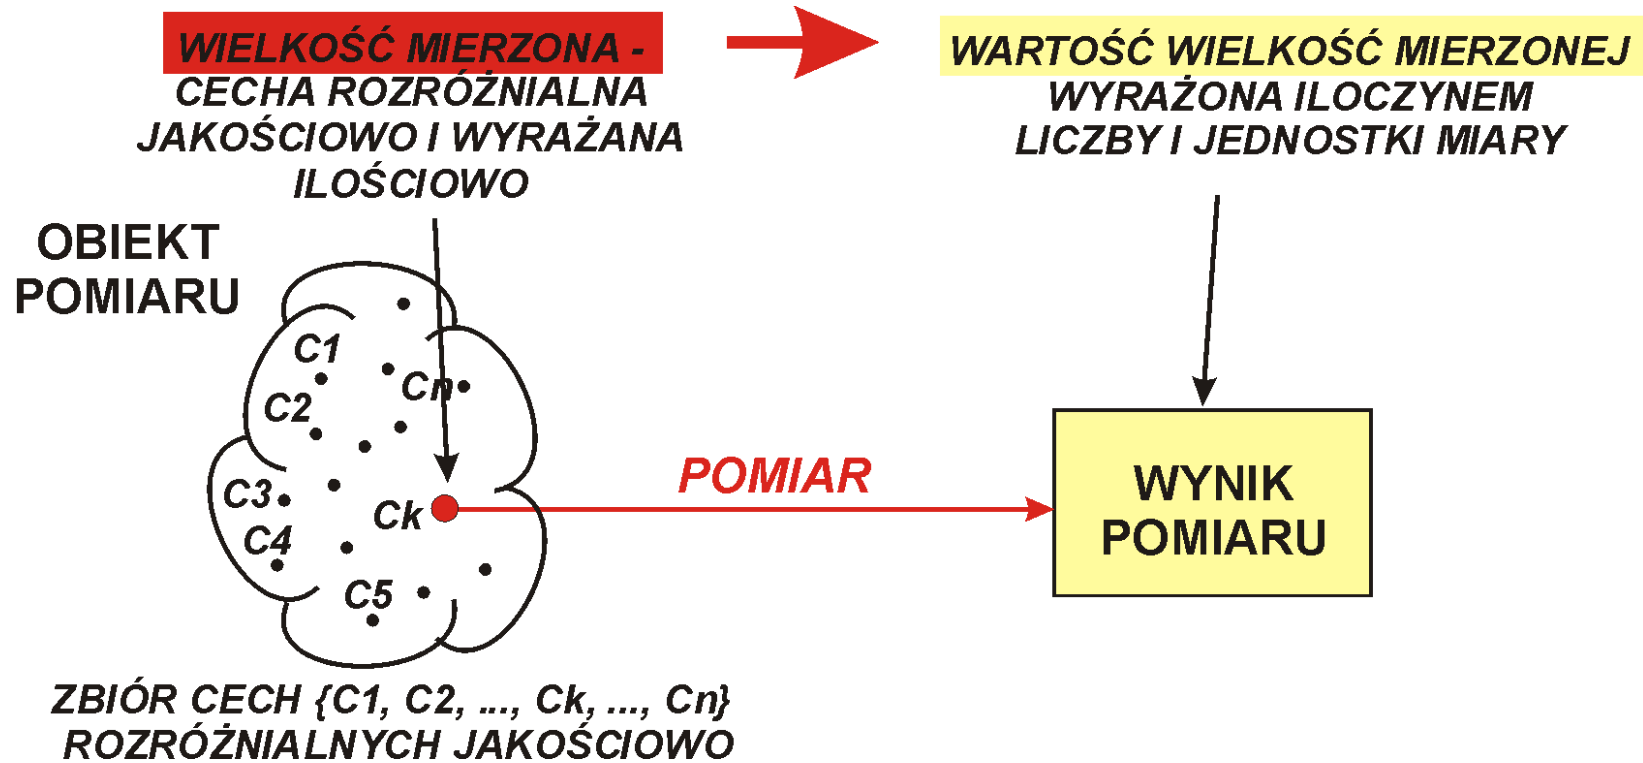 WIELKOŚĆ MIERZONA -
CECHA ROZRÓŻNIALNA
JAKOŚCIOWO I WYRAŻANA
ILOŚCIOWO
WARTOŚĆ WIELKOŚĆ MIERZONEJ
WYRAŻONA ILOCZYNEM
LICZBY I JEDNOSTKI MIARY
OBIEKT
POMIARU
C1
Cn
C2
C3
Ck
C4
C5
POMIAR
WYNIK
POMIARU
ZBIÓR CECH {C1, C2, ..., Ck, ..., Cn}
ROZRÓŻNIALNYCH JAKOŚCIOWO